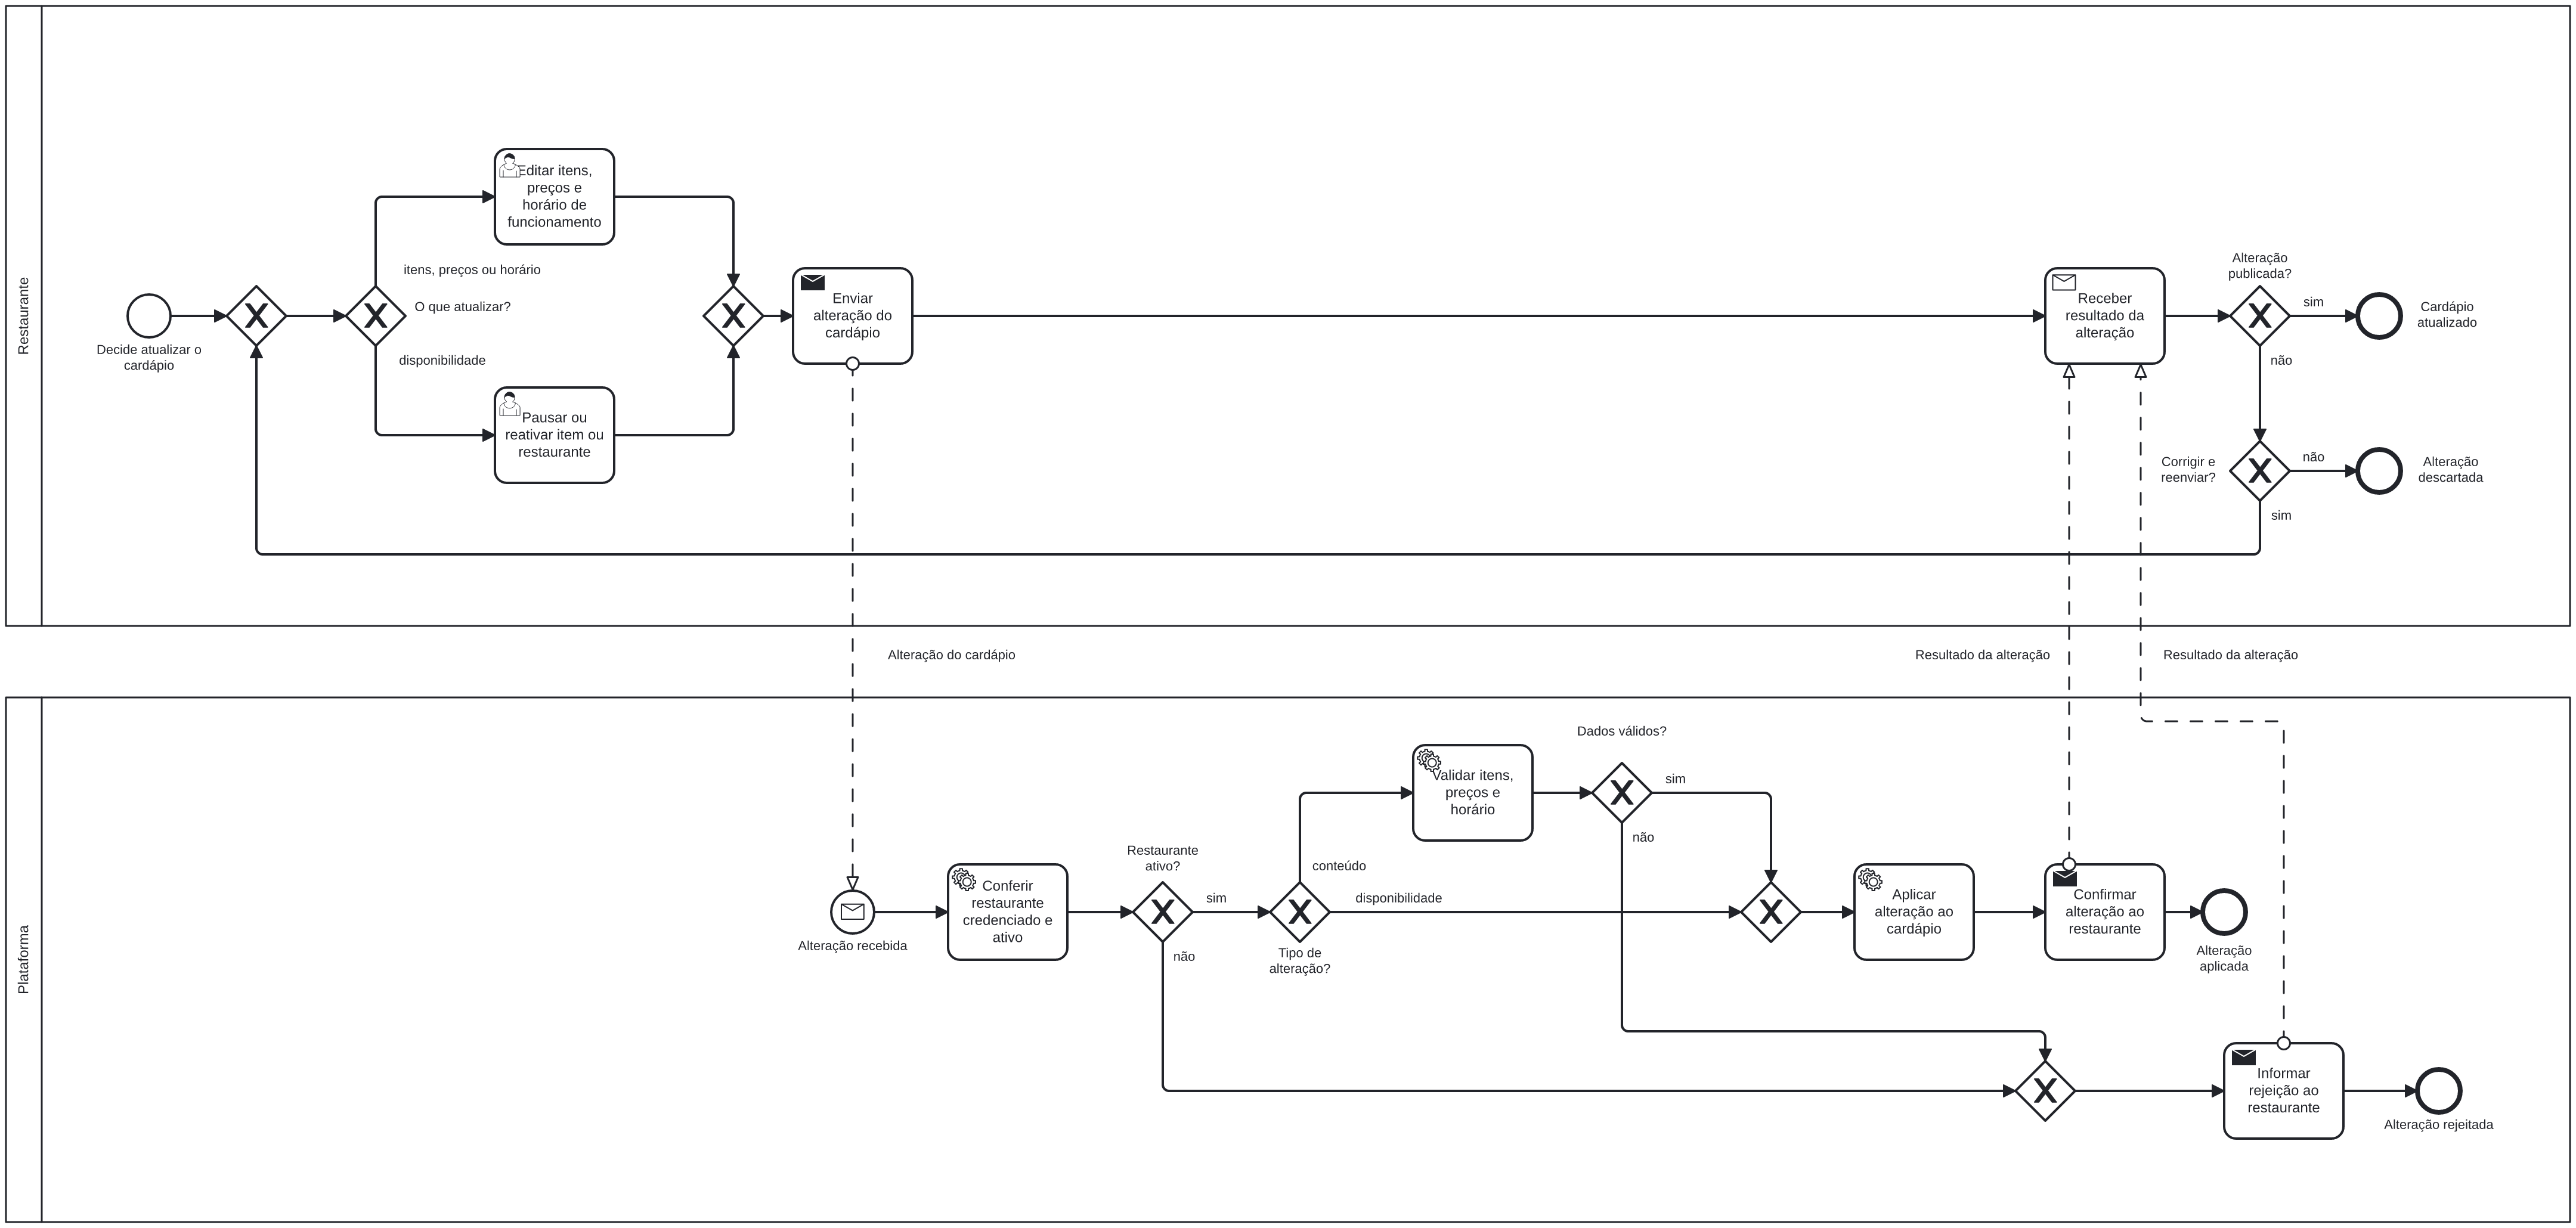 Restaurante
Decide atualizar o
cardápio
Editar itens,
preços e
horário de
funcionamento
itens, preços ou horário
O que atualizar?
disponibilidade
Pausar ou
reativar item ou
restaurante
Enviar
alteração do
cardápio
Receber
resultado da
alteração
Alteração
publicada?
sim
Cardápio
atualizado
não
Corrigir e
reenviar?
não
Alteração
descartada
sim
Alteração do cardápio
Resultado da alteração
Resultado da alteração
Plataforma
Alteração recebida
Conferir
restaurante
credenciado e
ativo
Restaurante
ativo?
sim
não
Tipo de
alteração?
conteúdo
disponibilidade
Validar itens,
preços e
horário
Dados válidos?
sim
não
Aplicar
alteração ao
cardápio
Confirmar
alteração ao
restaurante
Alteração
aplicada
Informar
rejeição ao
restaurante
Alteração rejeitada